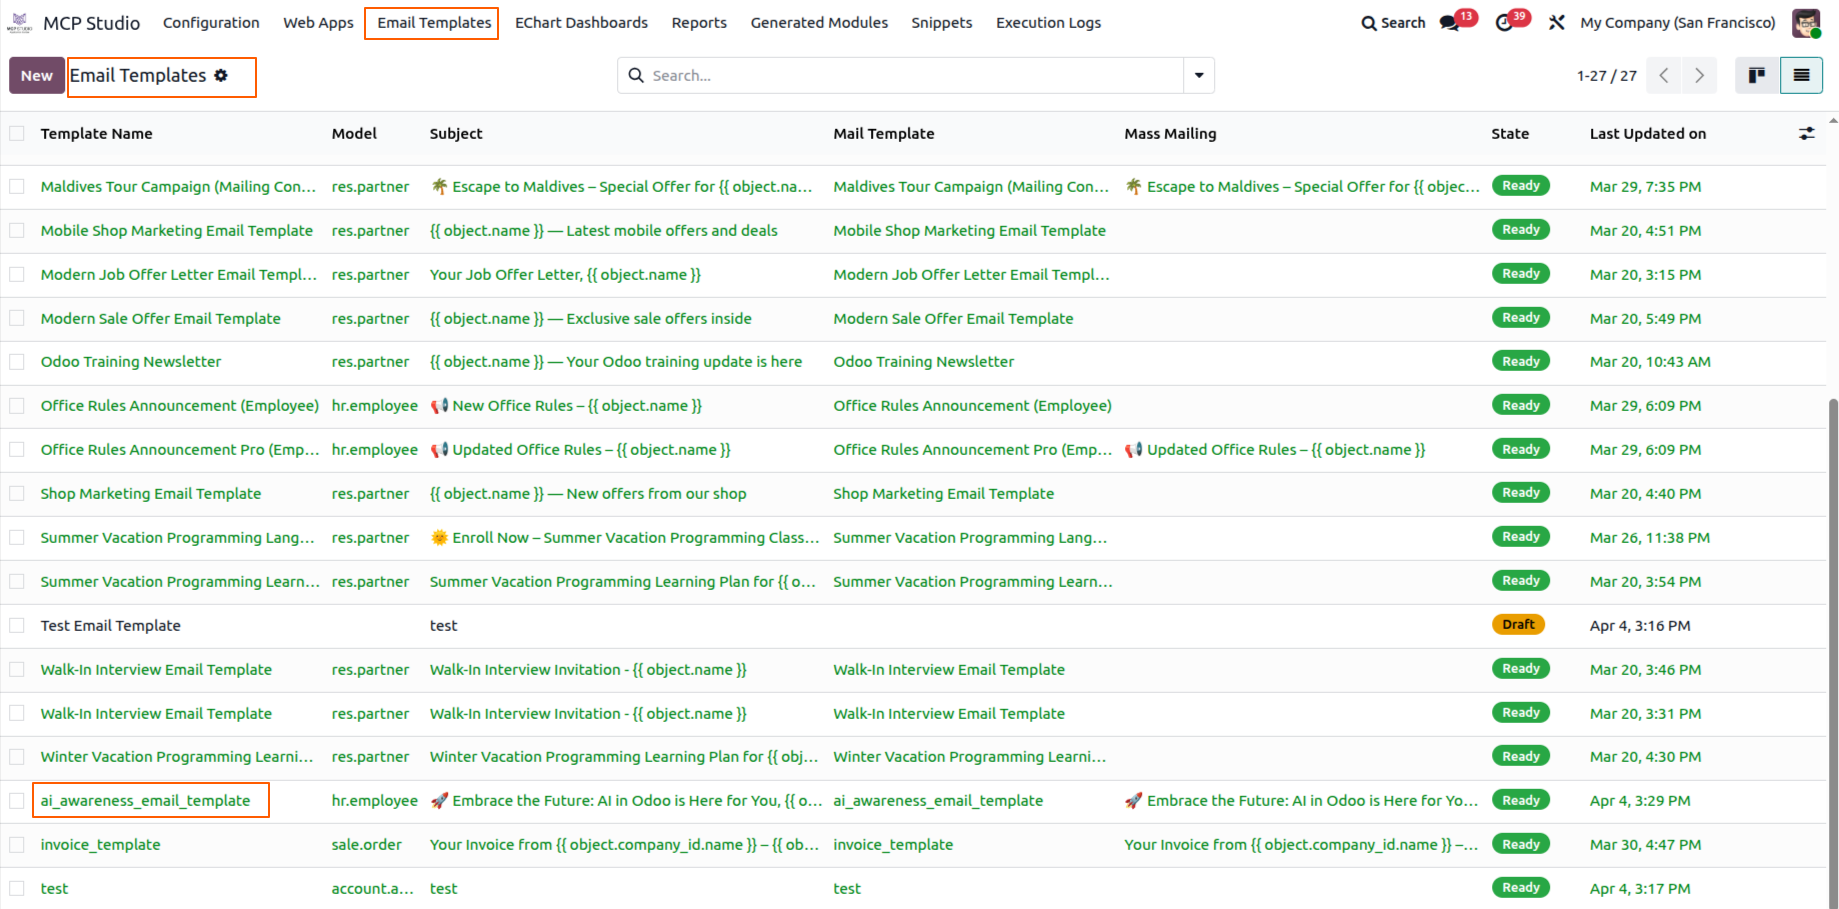 MCP Studio Configuration Web Apps Email Templates EChart Dashboards Reports Generated Modules Snippets Execution Logs Search 13 39 My Company (San Francisco)
New Email Templates Search... 1-27 / 27
Template Name Model Subject Mail Template Mass Mailing State Last Updated on
Maldives Tour Campaign (Mailing Con... res.partner 🌴 Escape to Maldives – Special Offer for {{ object.na... Maldives Tour Campaign (Mailing Con... 🌴 Escape to Maldives – Special Offer for {{ objec... Ready Mar 29, 7:35 PM
Mobile Shop Marketing Email Template res.partner {{ object.name }} — Latest mobile offers and deals Mobile Shop Marketing Email Template Ready Mar 20, 4:51 PM
Modern Job Offer Letter Email Templ... res.partner Your Job Offer Letter, {{ object.name }} Modern Job Offer Letter Email Templ... Ready Mar 20, 3:15 PM
Modern Sale Offer Email Template res.partner {{ object.name }} — Exclusive sale offers inside Modern Sale Offer Email Template Ready Mar 20, 5:49 PM
Odoo Training Newsletter res.partner {{ object.name }} — Your Odoo training update is here Odoo Training Newsletter Ready Mar 20, 10:43 AM
Office Rules Announcement (Employee) hr.employee 📢 New Office Rules – {{ object.name }} Office Rules Announcement (Employee) Ready Mar 29, 6:09 PM
Office Rules Announcement Pro (Emp... hr.employee 📢 Updated Office Rules – {{ object.name }} Office Rules Announcement Pro (Emp... 📢 Updated Office Rules – {{ object.name }} Ready Mar 29, 6:09 PM
Shop Marketing Email Template res.partner {{ object.name }} — New offers from our shop Shop Marketing Email Template Ready Mar 20, 4:40 PM
Summer Vacation Programming Lang... res.partner 🌞 Enroll Now – Summer Vacation Programming Class... Summer Vacation Programming Lang... Ready Mar 26, 11:38 PM
Summer Vacation Programming Learn... res.partner Summer Vacation Programming Learning Plan for {{ o... Summer Vacation Programming Learn... Ready Mar 20, 3:54 PM
Test Email Template test Draft Apr 4, 3:16 PM
Walk-In Interview Email Template res.partner Walk-In Interview Invitation - {{ object.name }} Walk-In Interview Email Template Ready Mar 20, 3:46 PM
Walk-In Interview Email Template res.partner Walk-In Interview Invitation - {{ object.name }} Walk-In Interview Email Template Ready Mar 20, 3:31 PM
Winter Vacation Programming Learni... res.partner Winter Vacation Programming Learning Plan for {{ obj... Winter Vacation Programming Learni... Ready Mar 20, 4:30 PM
ai_awareness_email_template hr.employee 🚀 Embrace the Future: AI in Odoo is Here for You, {{ o... ai_awareness_email_template 🚀 Embrace the Future: AI in Odoo is Here for Yo... Ready Apr 4, 3:29 PM
invoice_template sale.order Your Invoice from {{ object.company_id.name }} – {{ ob... invoice_template Your Invoice from {{ object.company_id.name }} –... Ready Mar 30, 4:47 PM
test account.a... test test Ready Apr 4, 3:17 PM